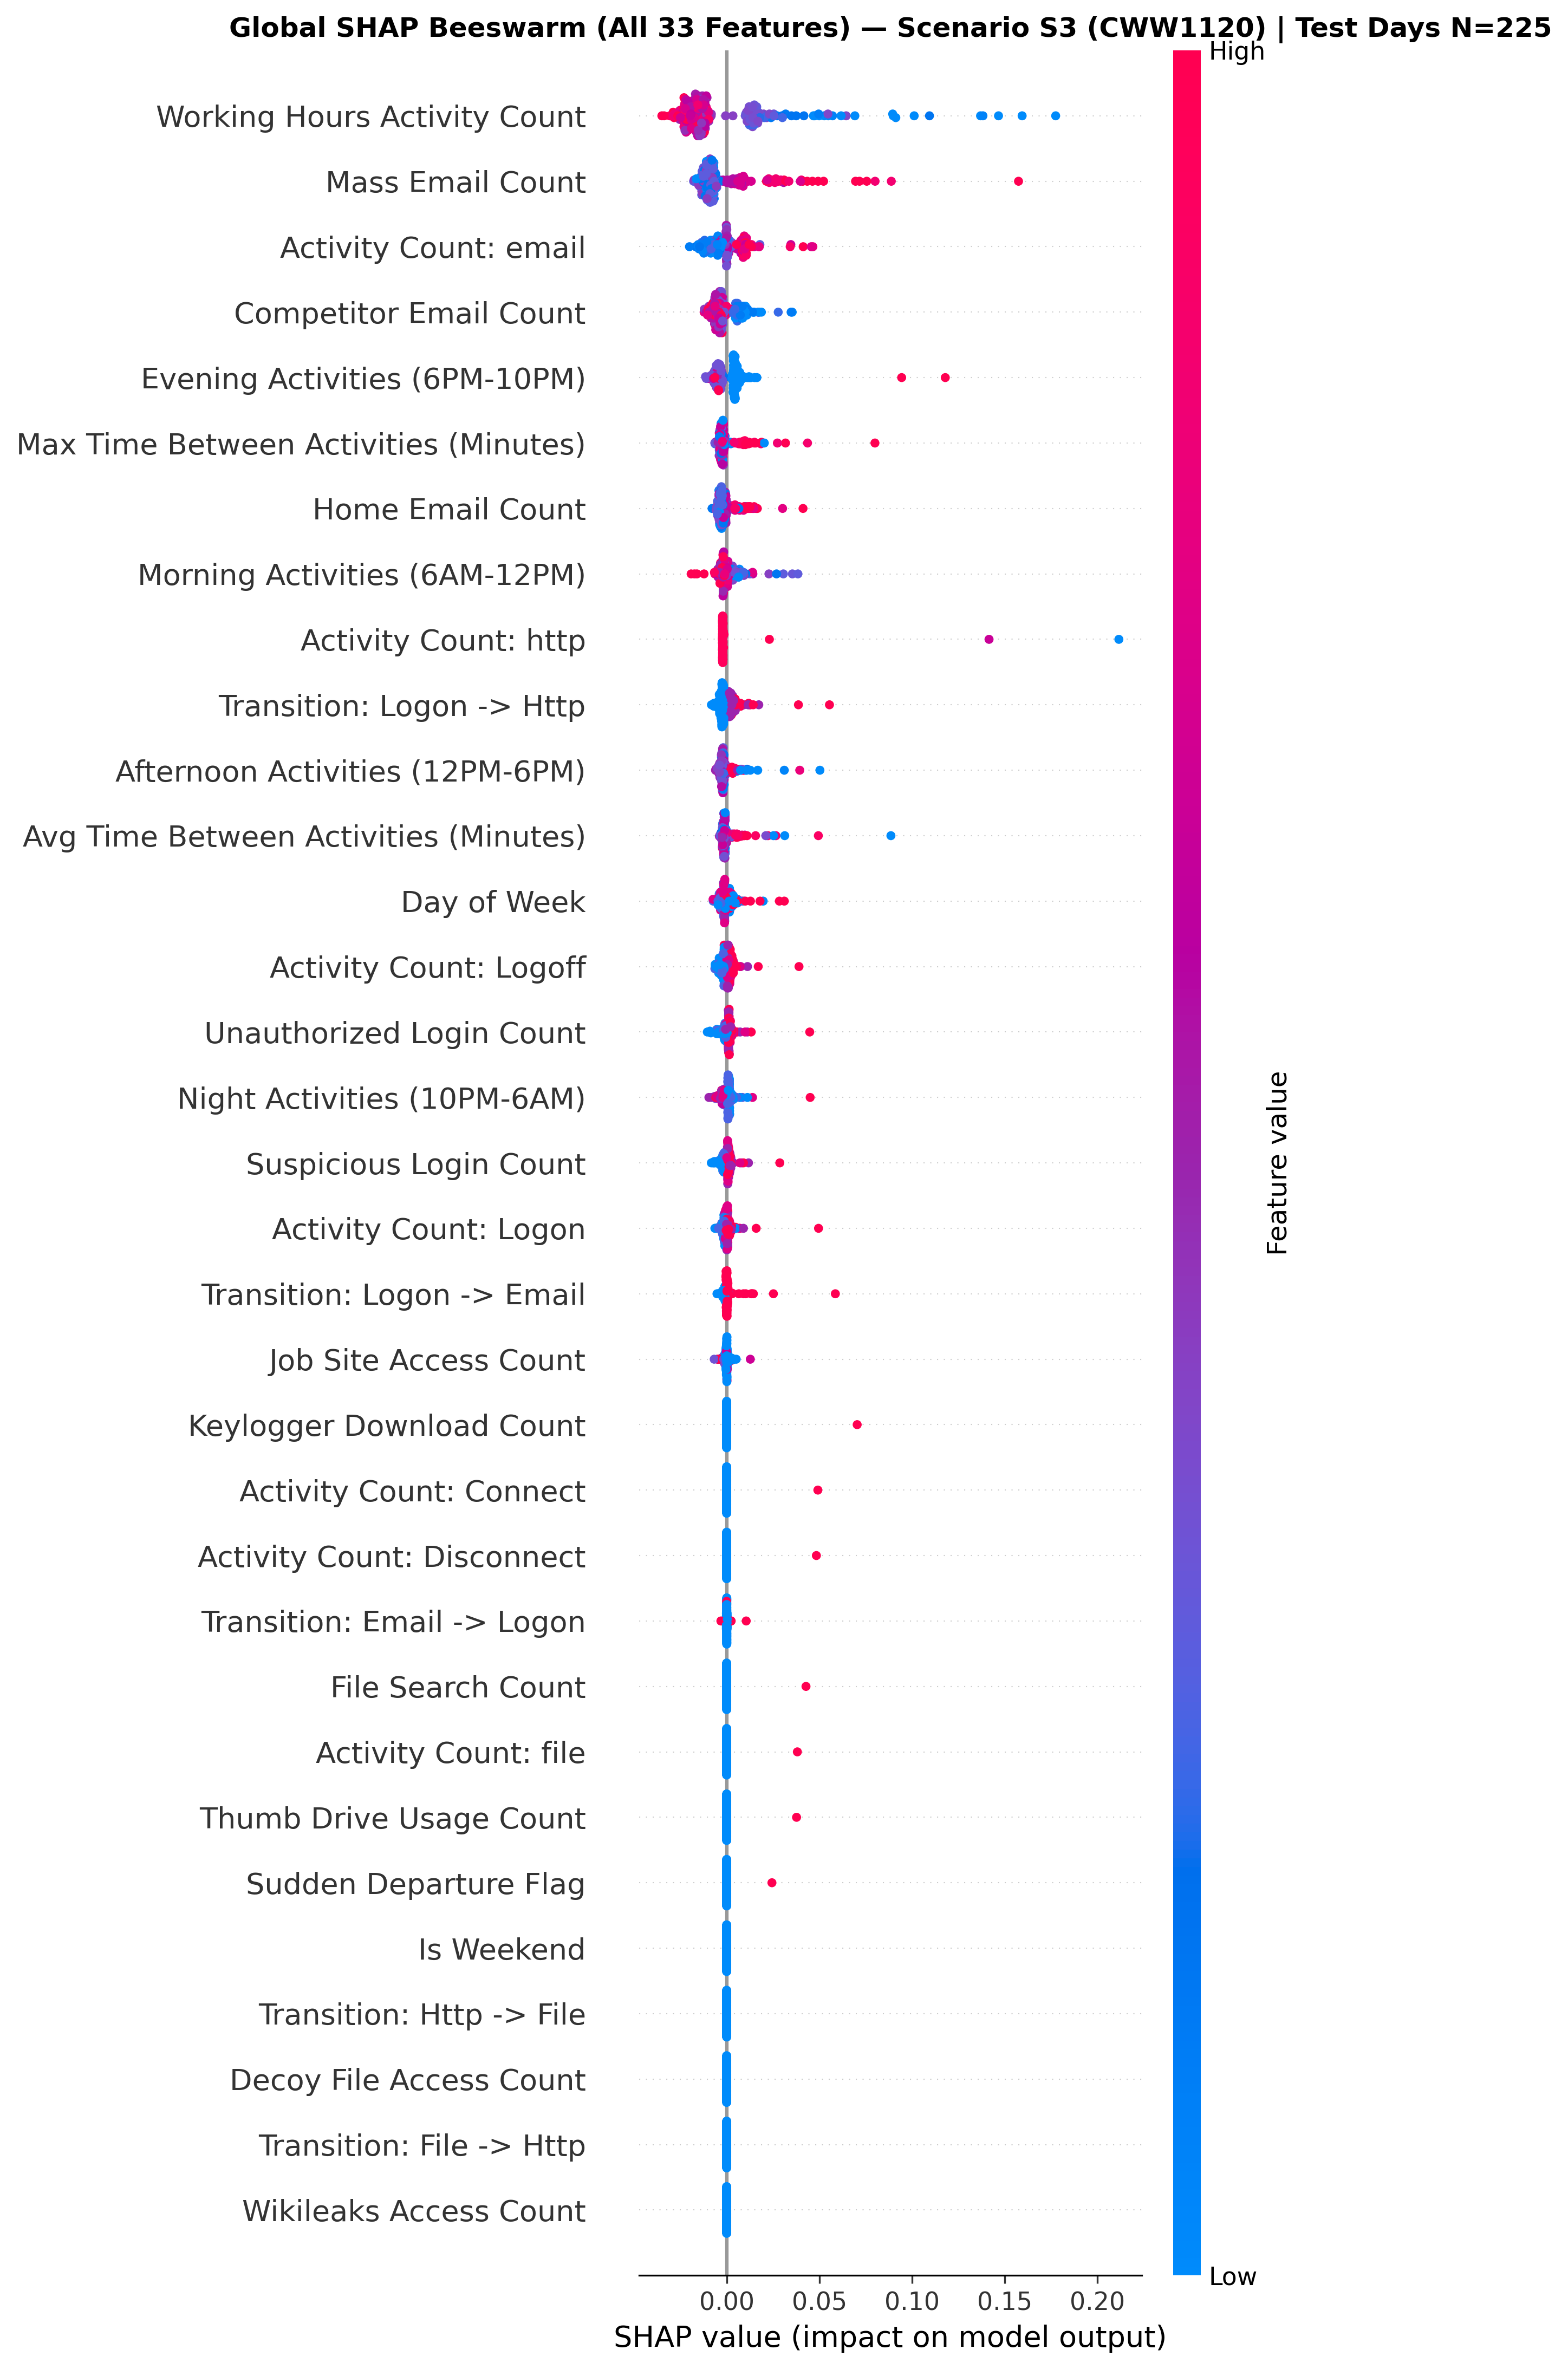 Global SHAP Beeswarm (All 33 Features) — Scenario S3 (CWW1120) | Test Days N=225
High
Working Hours Activity Count
Mass Email Count
Activity Count: email
Competitor Email Count
Evening Activities (6PM-10PM)
Max Time Between Activities (Minutes)
Home Email Count
Morning Activities (6AM-12PM)
Activity Count: http
Transition: Logon -> Http
Afternoon Activities (12PM-6PM)
Avg Time Between Activities (Minutes)
Day of Week
Activity Count: Logoff
Unauthorized Login Count
Night Activities (10PM-6AM)
Suspicious Login Count
Activity Count: Logon
Transition: Logon -> Email
Job Site Access Count
Keylogger Download Count
Activity Count: Connect
Activity Count: Disconnect
Transition: Email -> Logon
File Search Count
Activity Count: file
Thumb Drive Usage Count
Sudden Departure Flag
Is Weekend
Transition: Http -> File
Decoy File Access Count
Transition: File -> Http
Wikileaks Access Count
Feature value
Low
0.00 0.05 0.10 0.15 0.20
SHAP value (impact on model output)